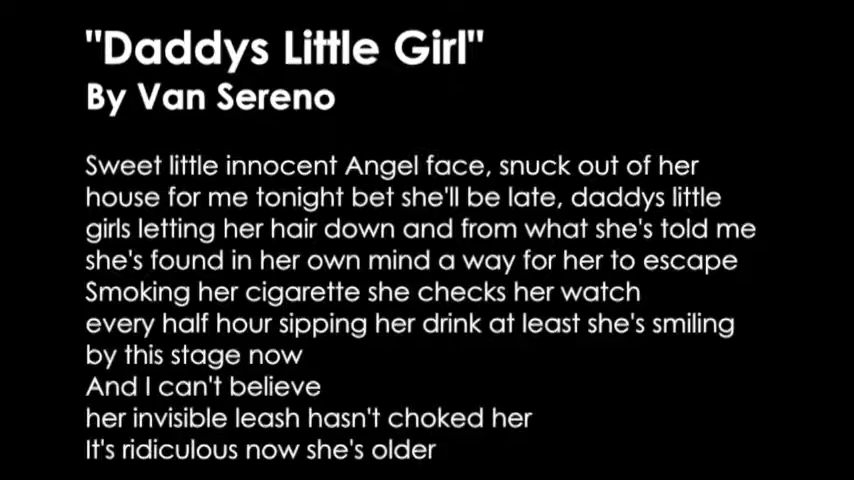 "Daddys Little Girl"
By Van Sereno
Sweet little innocent Angel face, snuck out of her
house for me tonight bet she'll be late, daddys little
girls letting her hair down and from what she's told me
she's found in her own mind a way for her to escape
Smoking her cigarette she checks her watch
every half hour sipping her drink at least she's smiling
by this stage now
And I can't believe
her invisible leash hasn't choked her
It's ridiculous now she's older